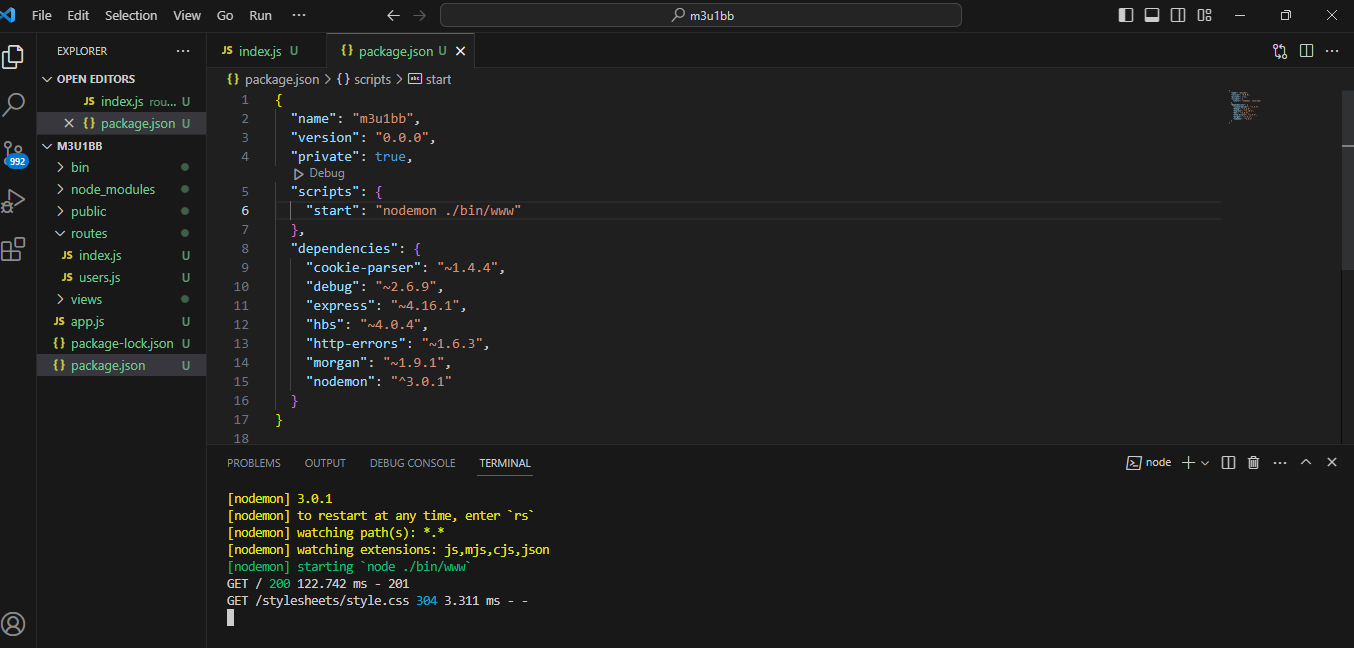 File Edit Selection View Go Run ··· m3u1bb
EXPLORER ···
OPEN EDITORS
JS index.js rou... U
{} package.json U
M3U1BB
992
bin
node_modules
public
routes
JS index.js U
JS users.js U
views
JS app.js U
{} package-lock.json U
{} package.json U
JS index.js U {} package.json U
{} package.json > {} scripts > abc start
1 {
2 "name": "m3u1bb",
3 "version": "0.0.0",
4 "private": true,
Debug
5 "scripts": {
6 "start": "nodemon ./bin/www"
7 },
8 "dependencies": {
9 "cookie-parser": "~1.4.4",
10 "debug": "~2.6.9",
11 "express": "~4.16.1",
12 "hbs": "~4.0.4",
13 "http-errors": "~1.6.3",
14 "morgan": "~1.9.1",
15 "nodemon": "^3.0.1"
16 }
17 }
18
PROBLEMS OUTPUT DEBUG CONSOLE TERMINAL node
[nodemon] 3.0.1
[nodemon] to restart at any time, enter `rs`
[nodemon] watching path(s): *.*
[nodemon] watching extensions: js,mjs,cjs,json
[nodemon] starting `node ./bin/www`
GET / 200 122.742 ms - 201
GET /stylesheets/style.css 304 3.311 ms - -